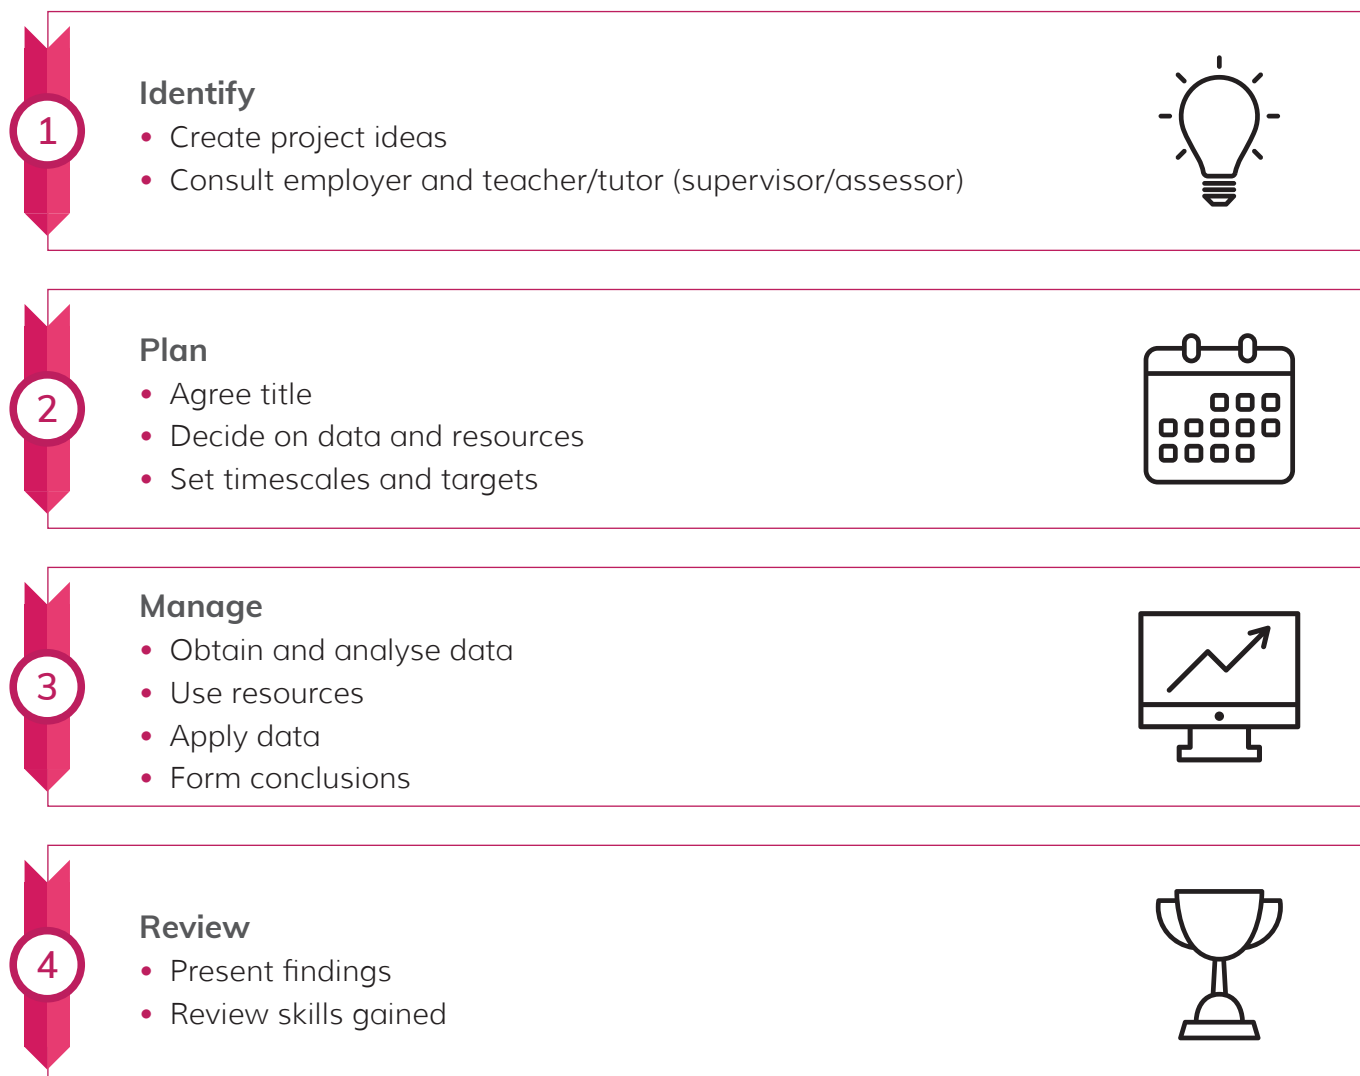 1
Identify
• Create project ideas
• Consult employer and teacher/tutor (supervisor/assessor)
2
Plan
• Agree title
• Decide on data and resources
• Set timescales and targets
3
Manage
• Obtain and analyse data
• Use resources
• Apply data
• Form conclusions
4
Review
• Present findings
• Review skills gained